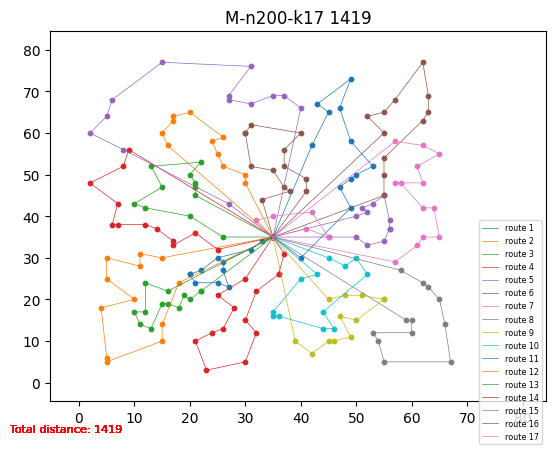 M-n200-k17 1419
80
70
60
50
40
30
20
10
0
0 10 20 30 40 50 60 70 80
route 1
route 2
route 3
route 4
route 5
route 6
route 7
route 8
route 9
route 10
route 11
route 12
route 13
route 14
route 15
route 16
route 17
Total distance: 1419